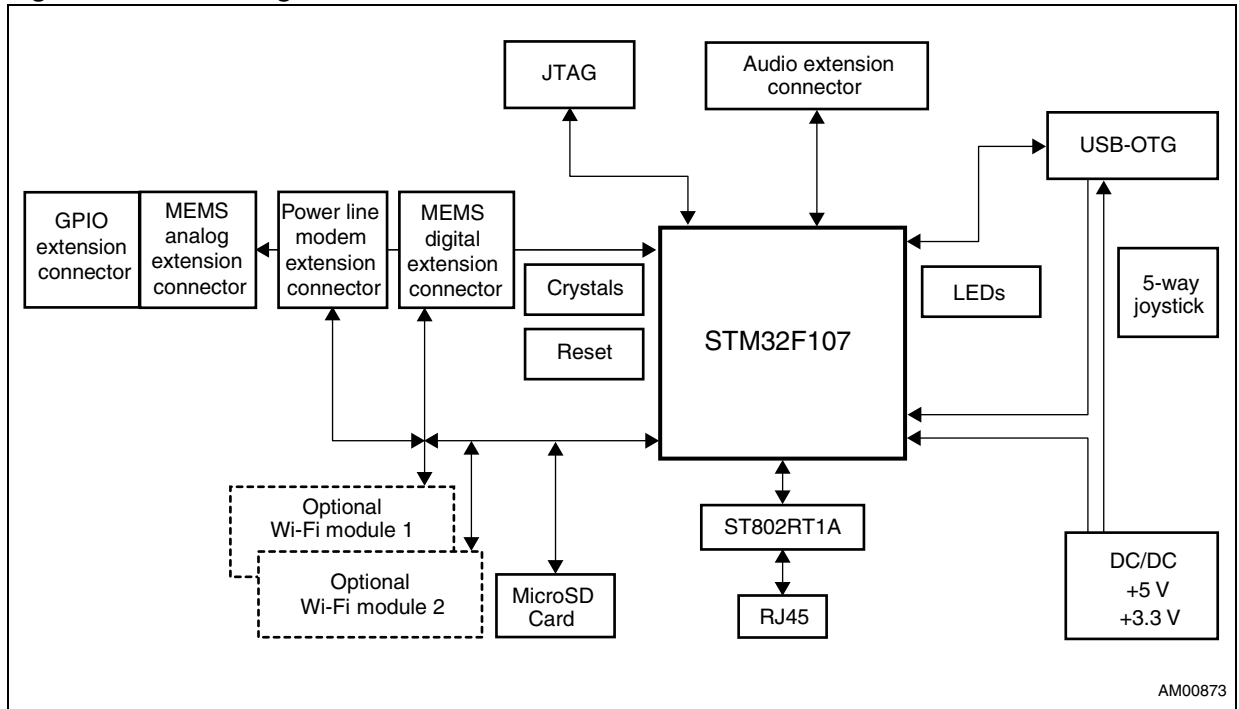 JTAG
Audio extension
connector
USB-OTG
GPIO
extension
connector
MEMS
analog
extension
connector
Power line
modem
extension
connector
MEMS
digital
extension
connector
Crystals
Reset
STM32F107
LEDs
5-way
joystick
Optional
Wi-Fi module 1
Optional
Wi-Fi module 2
MicroSD
Card
ST802RT1A
RJ45
DC/DC
+5 V
+3.3 V
AM00873